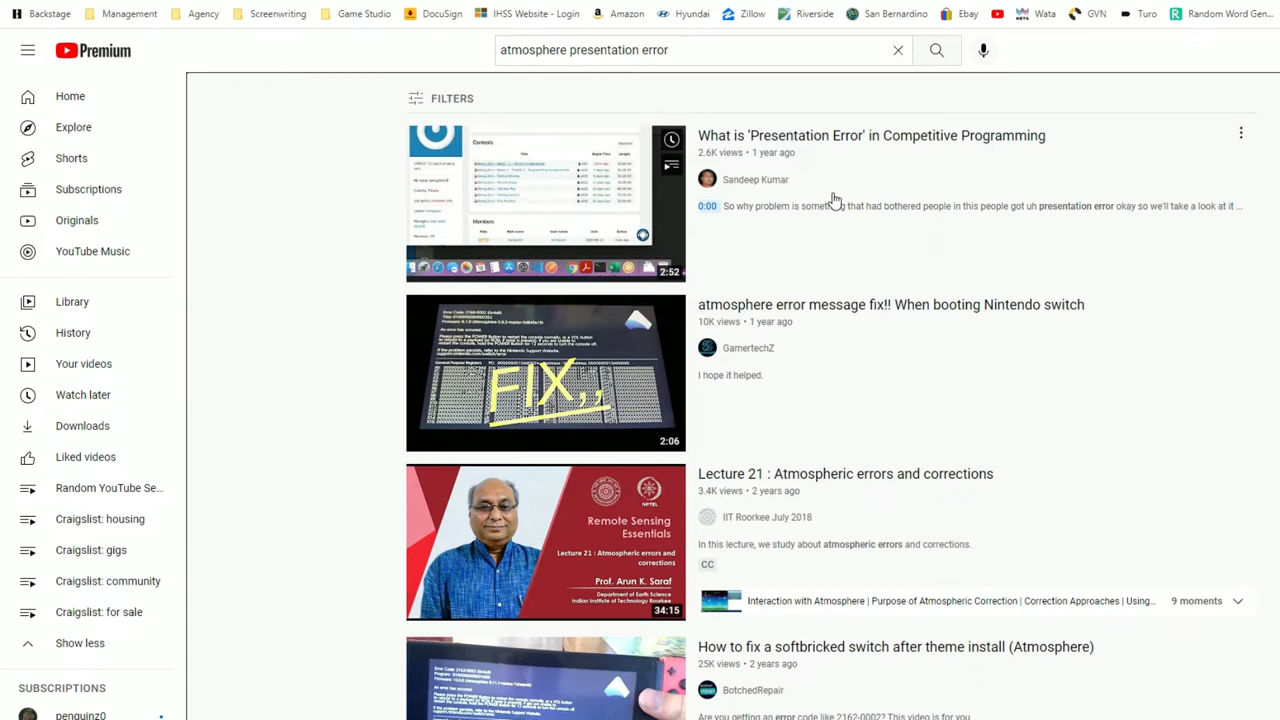 Backstage
Management
Agency
Screenwriting
Game Studio
DocuSign
IHSS Website - Login
Amazon
Hyundai
Zillow
Riverside
San Bernardino
Ebay
Wata
GVN
Turo
Random Word Gen...
Premium
atmosphere presentation error
Home
Explore
Shorts
Subscriptions
Originals
YouTube Music
Library
History
Your videos
Watch later
Downloads
Liked videos
Random YouTube Se...
Craigslist: housing
Craigslist: gigs
Craigslist: community
Craigslist: for sale
Show less
SUBSCRIPTIONS
penguinz0
FILTERS
Contests
Members
2:52
What is 'Presentation Error' in Competitive Programming
2.6K views • 1 year ago
Sandeep Kumar
0:00 So why problem is something that had bothered people in this people got uh presentation error okay so we'll take a look at it ...
An error has occurred.
FIX,,
2:06
atmosphere error message fix!! When booting Nintendo switch
10K views • 1 year ago
GamertechZ
I hope it helped.
NPTEL
Remote Sensing
Essentials
Lecture 21 : Atmospheric errors and
corrections
Prof. Arun K. Saraf
Department of Earth Science
Indian Institute of Technology Roorkee
34:15
Lecture 21 : Atmospheric errors and corrections
3.4K views • 2 years ago
IIT Roorkee July 2018
In this lecture, we study about atmospheric errors and corrections.
CC
Interaction with Atmosphere | Purpose of Atmospheric Correction | Correction Approaches | Using...
9 moments
An error has occurred.
How to fix a softbricked switch after theme install (Atmosphere)
25K views • 2 years ago
BotchedRepair
Are you getting an error code like 2162-0002? This video is for you